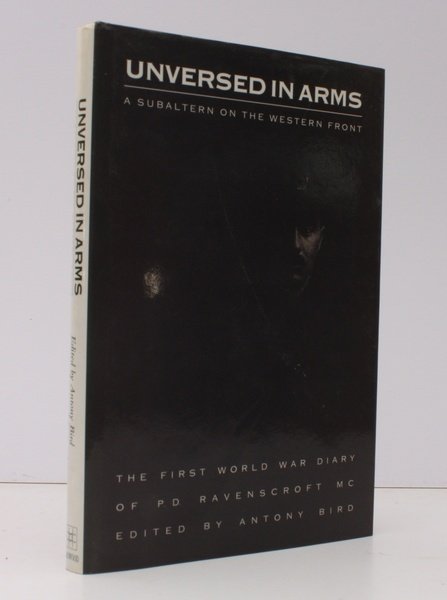 UNVERSED IN ARMS
A SUBALTERN ON THE WESTERN FRONT
THE FIRST WORLD WAR DIARY
OF PD RAVENSCROFT MC
EDITED BY ANTONY BIRD
UNVERSED IN ARMS
Edited by Antony Bird